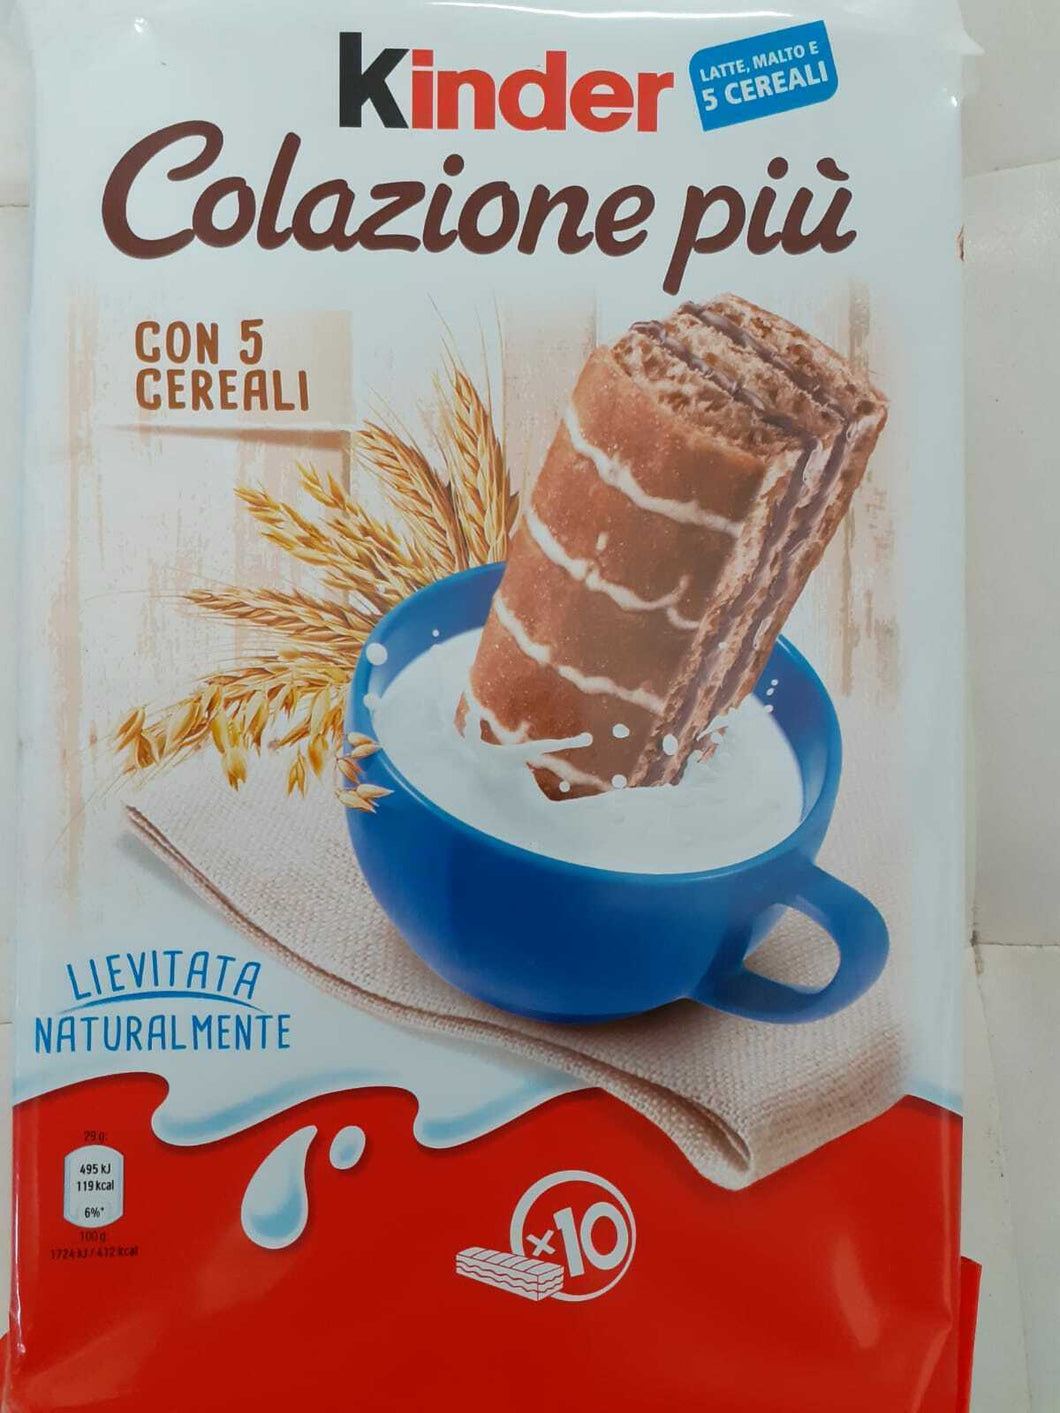 kinder
LATTE, MALTO E
5 CEREALI
Colazione più
CON 5
CEREALI
LIEVITATA
NATURALMENTE
29 g:
495 kJ
119 kcal
6%*
100 g:
1724 kJ / 412 kcal
x10